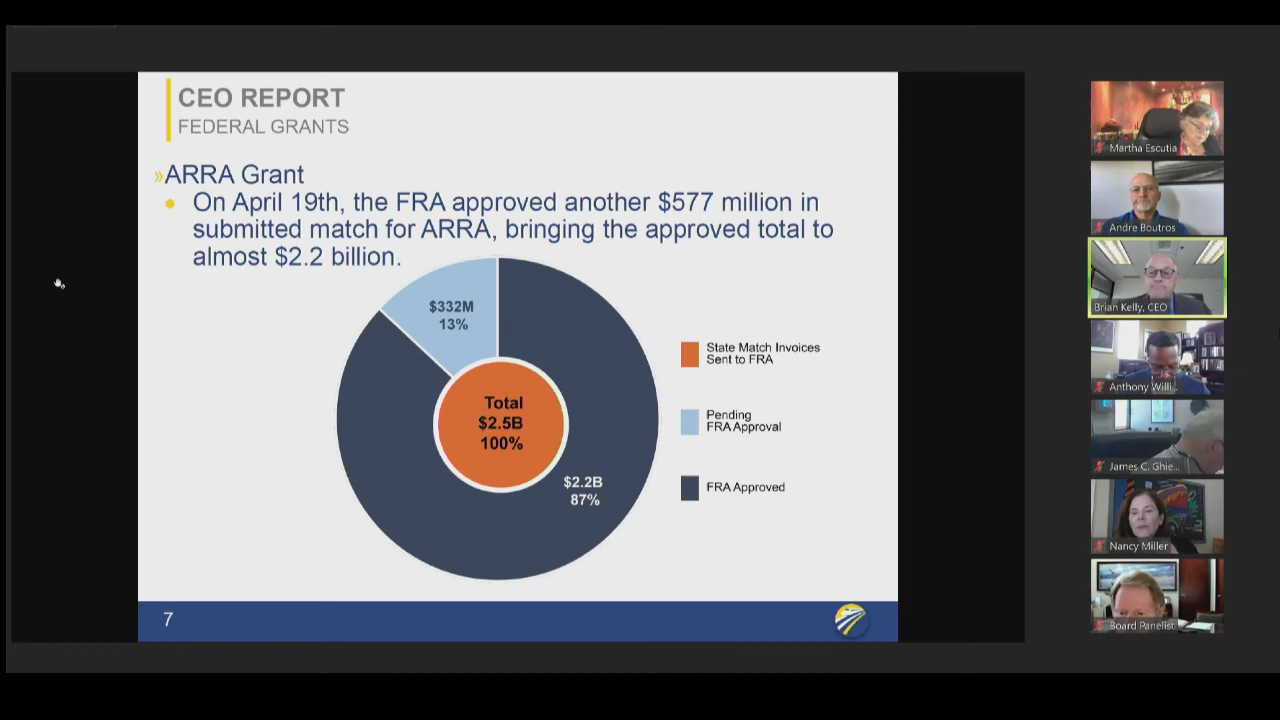 CEO REPORT
FEDERAL GRANTS
»ARRA Grant
• On April 19th, the FRA approved another $577 million in
submitted match for ARRA, bringing the approved total to
almost $2.2 billion.
$332M
13%
Total
$2.5B
100%
$2.2B
87%
State Match Invoices
Sent to FRA
Pending
FRA Approval
FRA Approved
7
Martha Escutia
Andre Boutros
Brian Kelly, CEO
Anthony Willi...
James C. Ghie...
Nancy Miller
Board Panelist